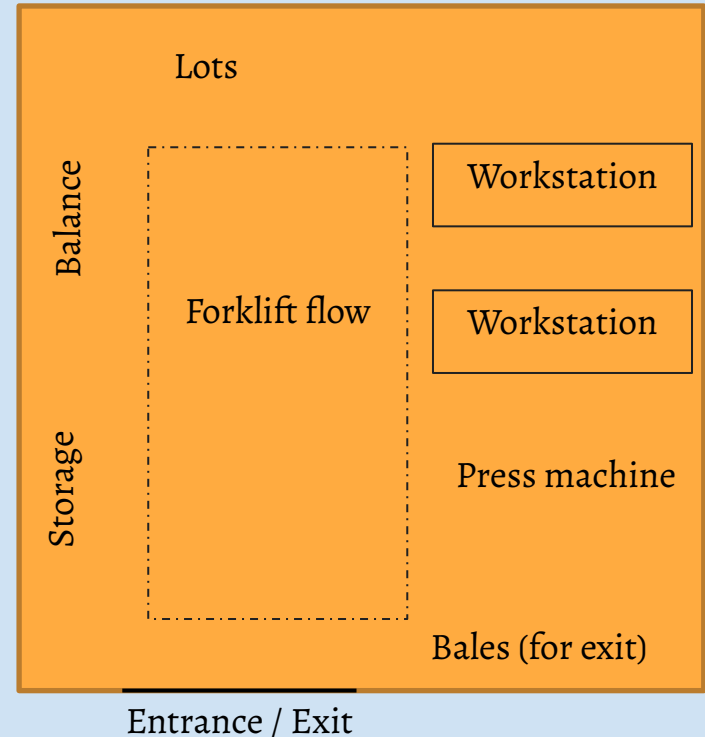 Lots
Balance
Workstation
Forklift flow
Workstation
Storage
Press machine
Bales (for exit)
Entrance / Exit